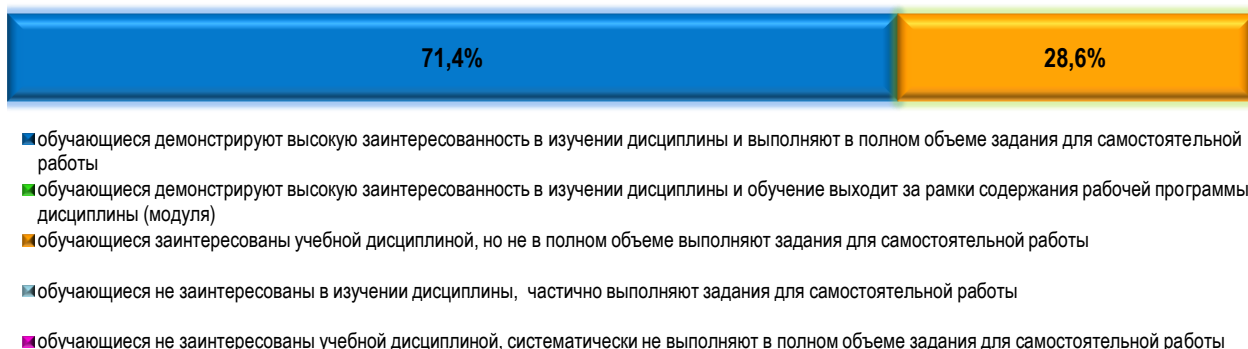 71,4%
28,6%
обучающиеся демонстрируют высокую заинтересованность в изучении дисциплины и выполняют в полном объеме задания для самостоятельной
работы
обучающиеся демонстрируют высокую заинтересованность в изучении дисциплины и обучение выходит за рамки содержания рабочей программы
дисциплины (модуля)
обучающиеся заинтересованы учебной дисциплиной, но не в полном объеме выполняют задания для самостоятельной работы
обучающиеся не заинтересованы в изучении дисциплины, частично выполняют задания для самостоятельной работы
обучающиеся не заинтересованы учебной дисциплиной, систематически не выполняют в полном объеме задания для самостоятельной работы